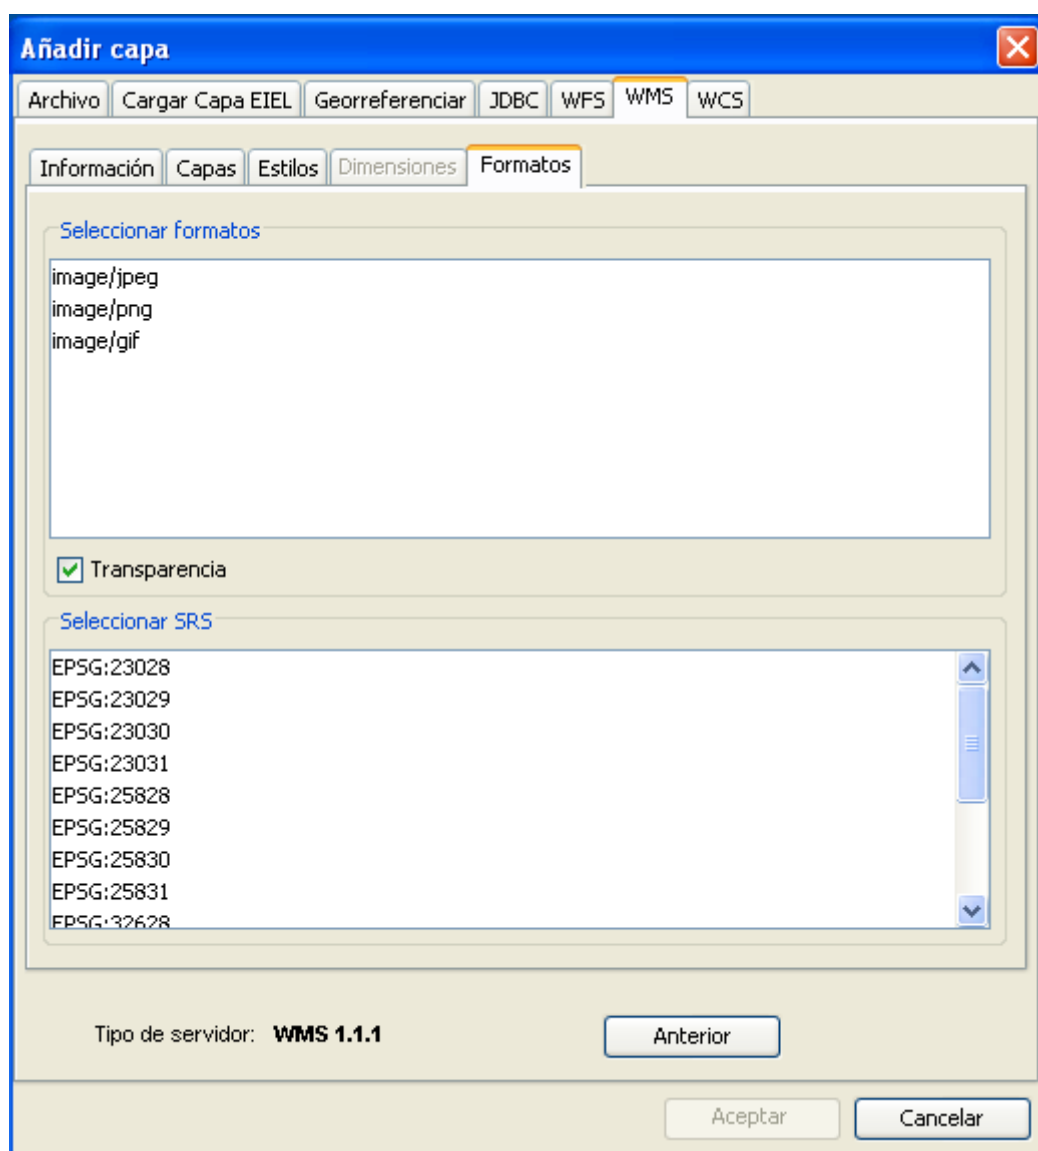 Añadir capa
Archivo Cargar Capa EIEL Georreferenciar JDBC WFS WMS WCS
Información Capas Estilos Dimensiones Formatos
Seleccionar formatos
image/jpeg
image/png
image/gif
Transparencia
Seleccionar SRS
EPSG:23028
EPSG:23029
EPSG:23030
EPSG:23031
EPSG:25828
EPSG:25829
EPSG:25830
EPSG:25831
EPSG:32628
Tipo de servidor: WMS 1.1.1
Anterior
Aceptar Cancelar